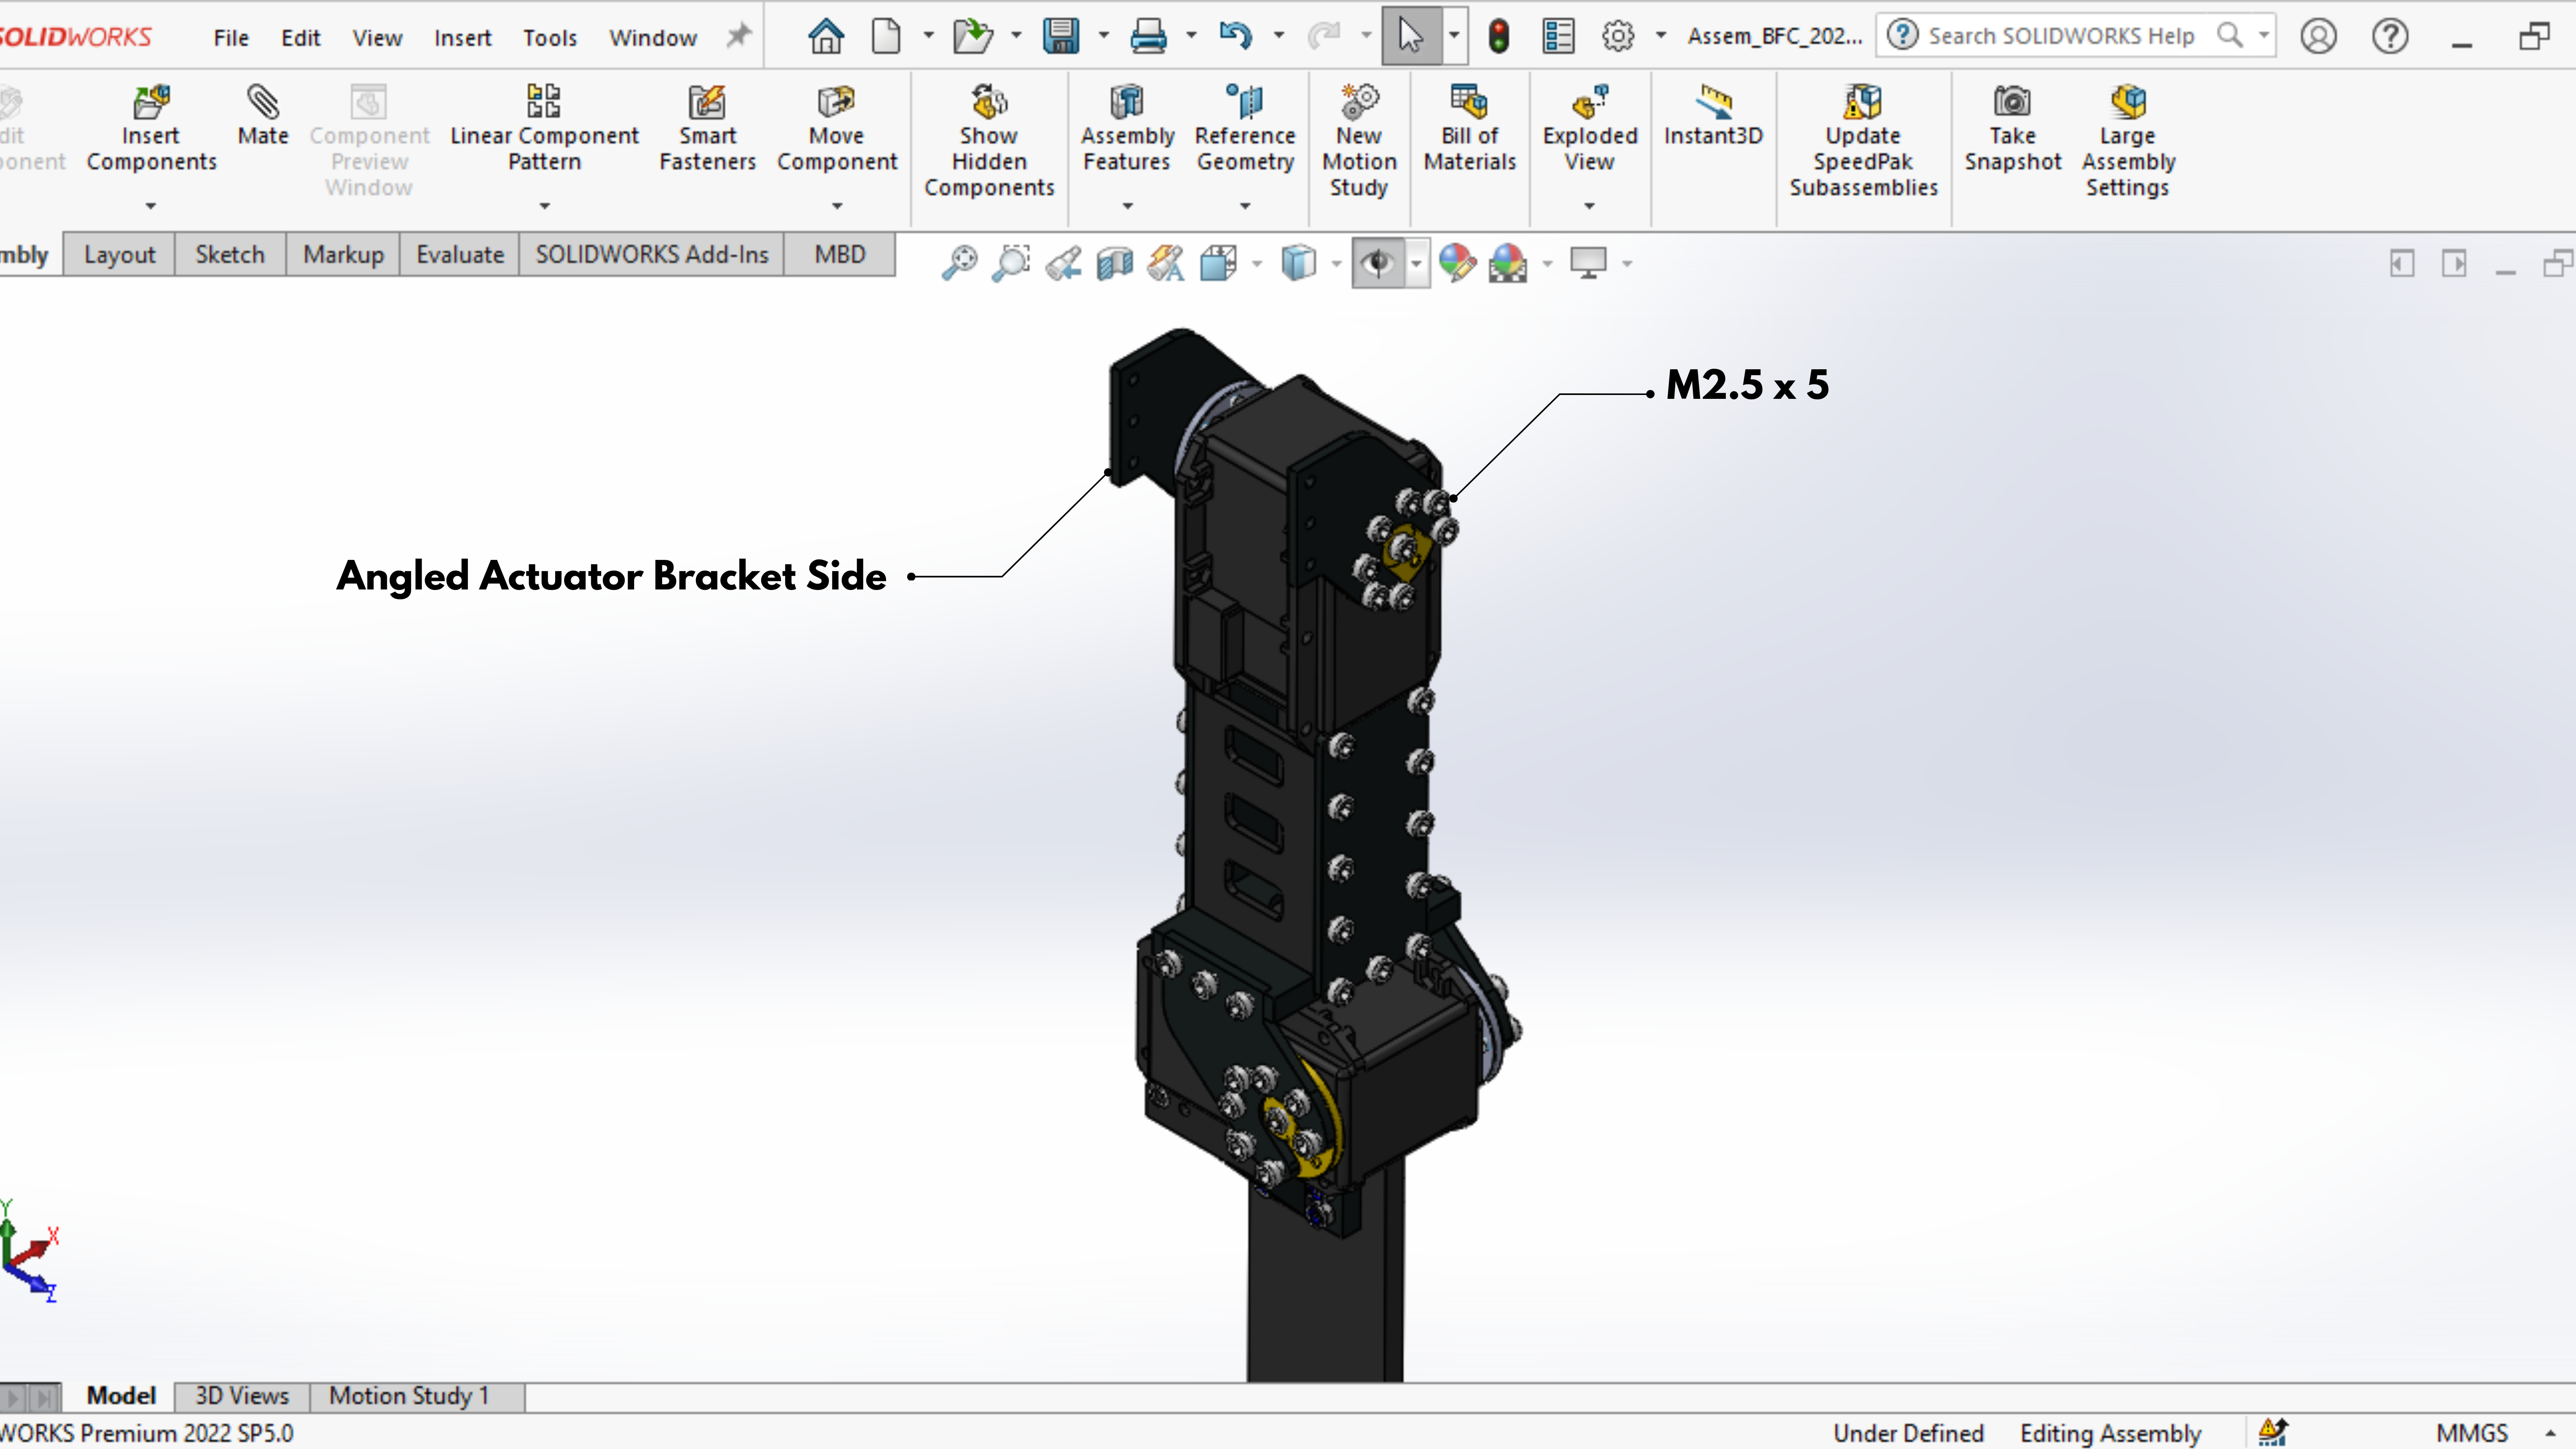 SOLIDWORKS File Edit View Insert Tools Window Assem_BFC_202... Search SOLIDWORKS Help
Insert Components
Mate
Component Preview Window
Linear Component Pattern
Smart Fasteners
Move Component
Show Hidden Components
Assembly Features
Reference Geometry
New Motion Study
Bill of Materials
Exploded View
Instant3D
Update SpeedPak Subassemblies
Take Snapshot
Large Assembly Settings
mbly Layout Sketch Markup Evaluate SOLIDWORKS Add-Ins MBD
M2.5 x 5
Angled Actuator Bracket Side
Y
X
Z
Model 3D Views Motion Study 1
WORKS Premium 2022 SP5.0 Under Defined Editing Assembly MMGS